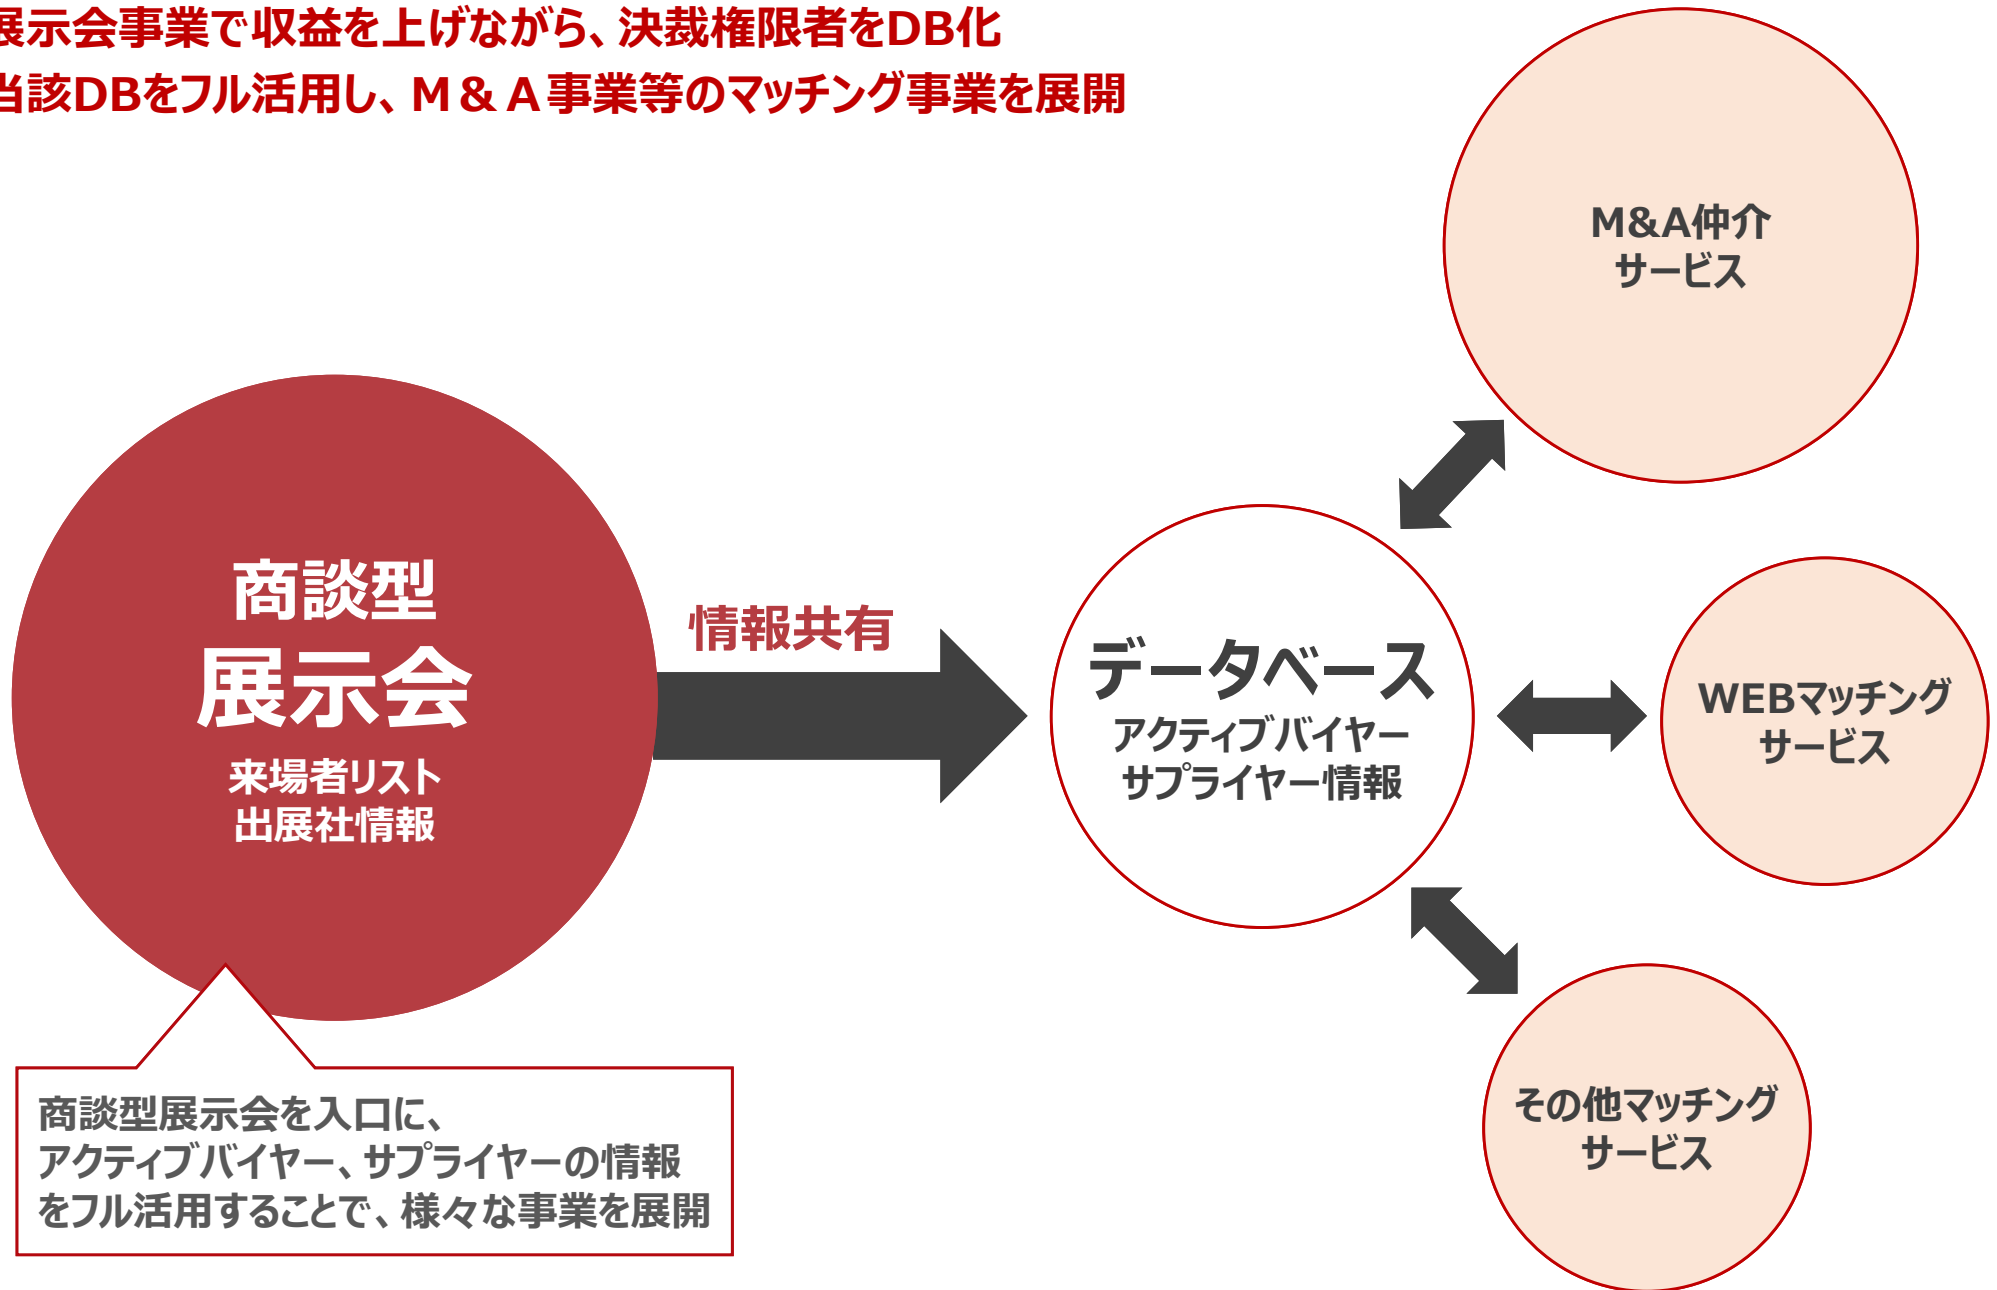 展示会事業で収益を上げながら、決裁権限者をDB化
当該DBをフル活用し、M&A事業等のマッチング事業を展開
M&A仲介
サービス
商談型
展示会
来場者リスト
出展社情報
情報共有
データベース
アクティブバイヤー
サプライヤー情報
WEBマッチング
サービス
その他マッチング
サービス
商談型展示会を入口に、
アクティブバイヤー、サプライヤーの情報
をフル活用することで、様々な事業を展開